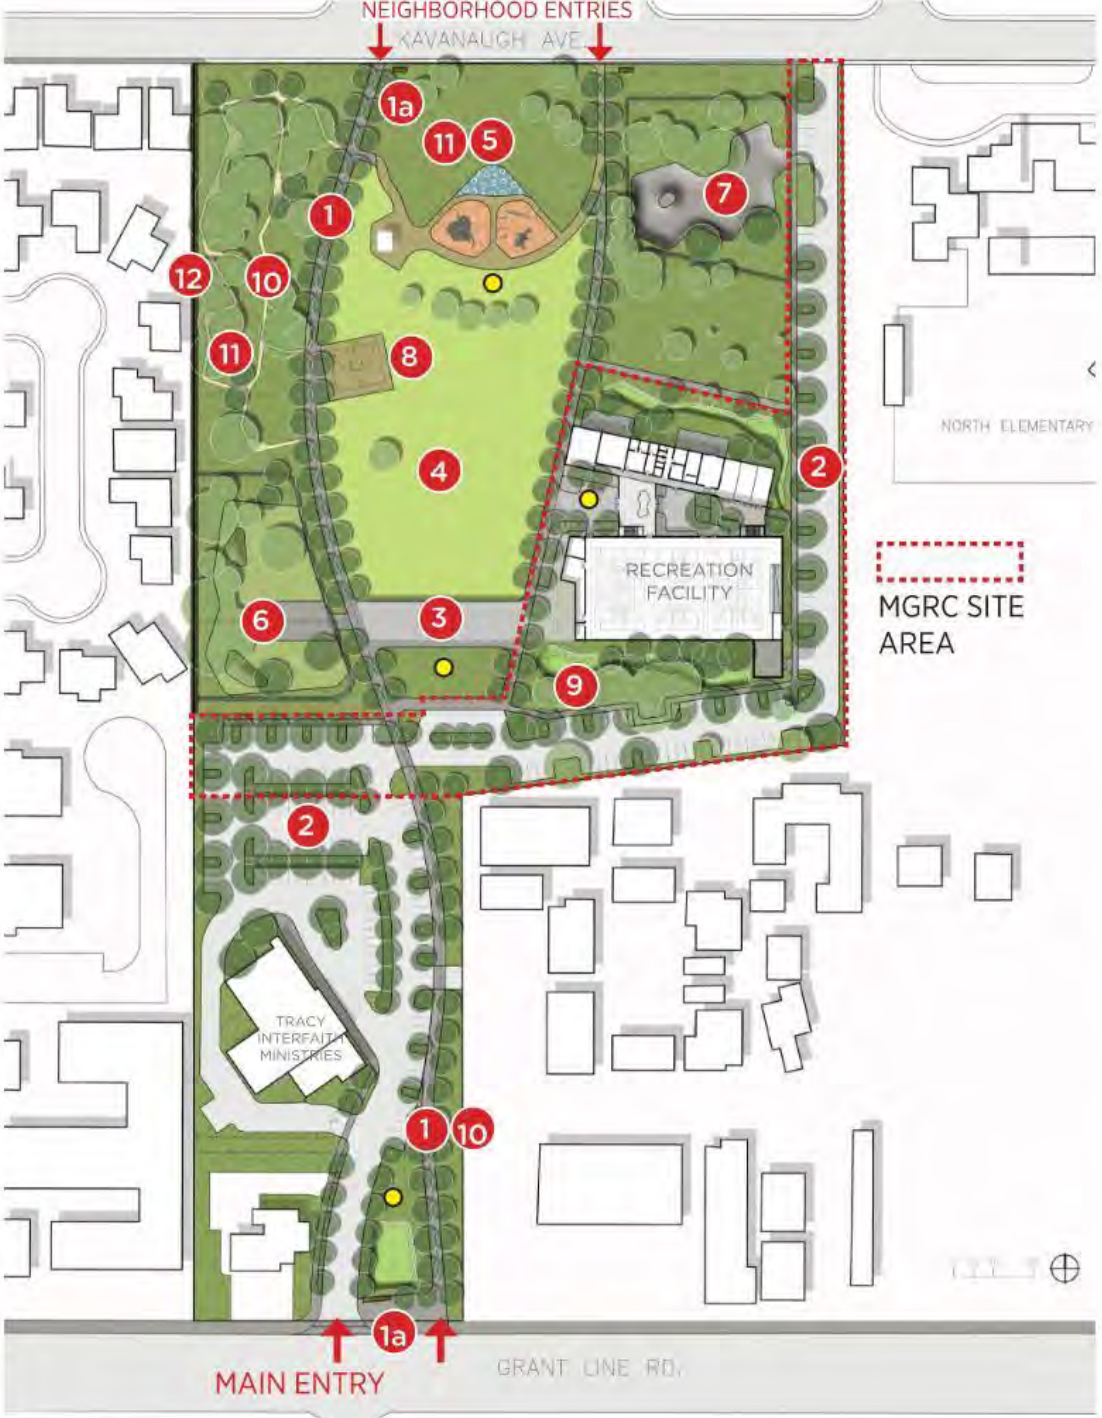 NEIGHBORHOOD ENTRIES
KAVANAUGH AVE.
1a
11
5
7
1
12
10
11
8
NORTH ELEMENTARY
4
2
RECREATION
FACILITY
MGRC SITE
AREA
6
3
9
2
TRACY
INTERFAITH
MINISTRIES
1
10
1a
MAIN ENTRY
GRANT LINE RD.